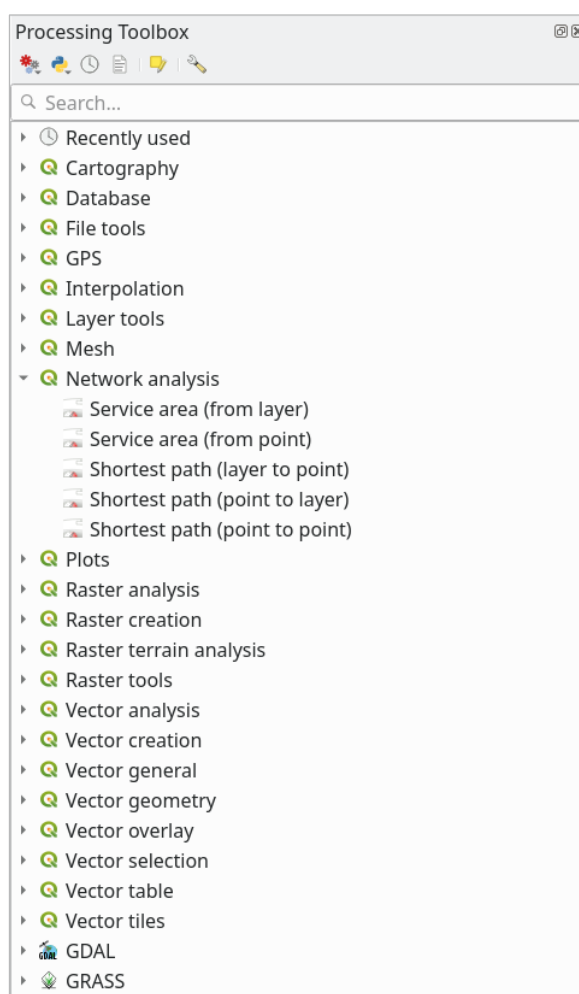 Processing Toolbox
Search...
Recently used
Cartography
Database
File tools
GPS
Interpolation
Layer tools
Mesh
Network analysis
Service area (from layer)
Service area (from point)
Shortest path (layer to point)
Shortest path (point to layer)
Shortest path (point to point)
Plots
Raster analysis
Raster creation
Raster terrain analysis
Raster tools
Vector analysis
Vector creation
Vector general
Vector geometry
Vector overlay
Vector selection
Vector table
Vector tiles
GDAL GDAL
GRASS